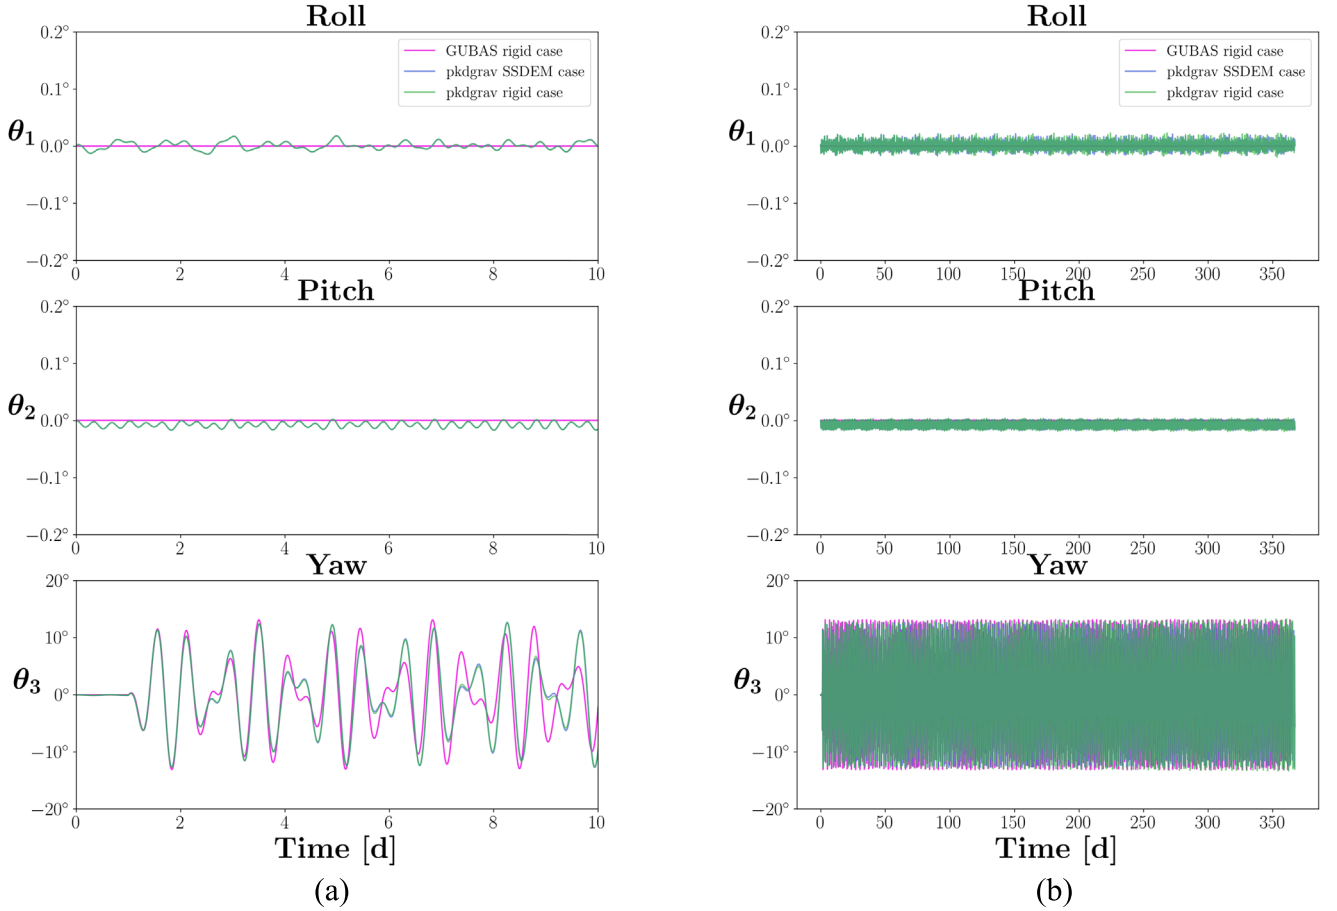 Roll
0.2°
0.1°
θ1 0.0°
−0.1°
−0.2°
0 2 4 6 8 10
GUBAS rigid case
pkdgrav SSDEM case
pkdgrav rigid case
Pitch
0.2°
0.1°
θ2 0.0°
−0.1°
−0.2°
0 2 4 6 8 10
Yaw
20°
10°
θ3 0°
−10°
−20°
0 2 4 6 8 10
Time [d]
(a)
Roll
0.2°
0.1°
θ1 0.0°
−0.1°
−0.2°
0 50 100 150 200 250 300 350
GUBAS rigid case
pkdgrav SSDEM case
pkdgrav rigid case
Pitch
0.2°
0.1°
θ2 0.0°
−0.1°
−0.2°
0 50 100 150 200 250 300 350
Yaw
20°
10°
θ3 0°
−10°
−20°
0 50 100 150 200 250 300 350
Time [d]
(b)